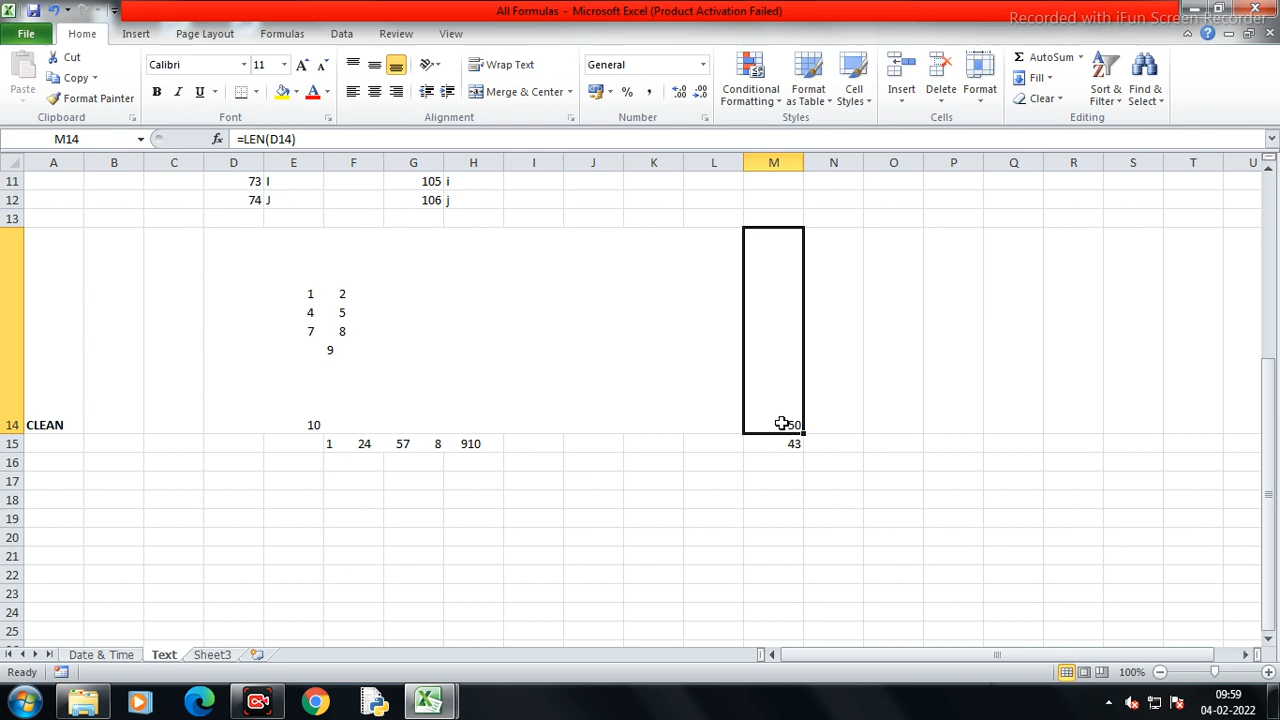 All Formulas - Microsoft Excel (Product Activation Failed)
Recorded with iFun Screen Recorder
File Home Insert Page Layout Formulas Data Review View
Cut
Copy
Format Painter
Paste
Clipboard
Calibri 11
B I U
Font
Wrap Text
Merge & Center
Alignment
General
Number
Conditional Formatting
Format as Table
Cell Styles
Styles
Insert Delete Format
Cells
AutoSum
Fill
Clear
Sort & Filter
Find & Select
Editing
M14 fx =LEN(D14)
A B C D E F G H I J K L M N O P Q R S T U
11 73 I 105 i
12 74 J 106 j
13
1 2
4 5
7 8
9
14 CLEAN 10 50
15 1 24 57 8 H 910 43
16
17
18
19
20
21
22
23
24
25
Date & Time Text Sheet3
Ready 100%
09:59
04-02-2022